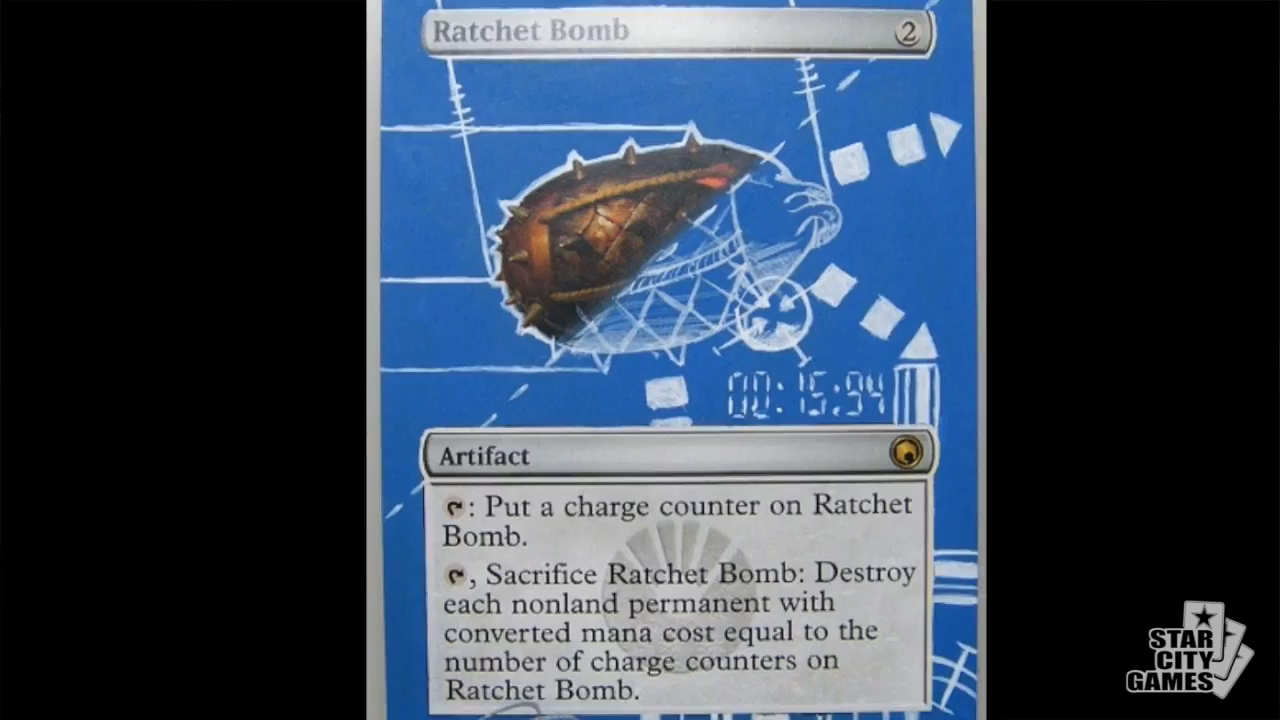 Ratchet Bomb 2
00:15:94
Artifact
: Put a charge counter on Ratchet
Bomb.
, Sacrifice Ratchet Bomb: Destroy
each nonland permanent with
converted mana cost equal to the
number of charge counters on
Ratchet Bomb.
STAR
CITY
GAMES